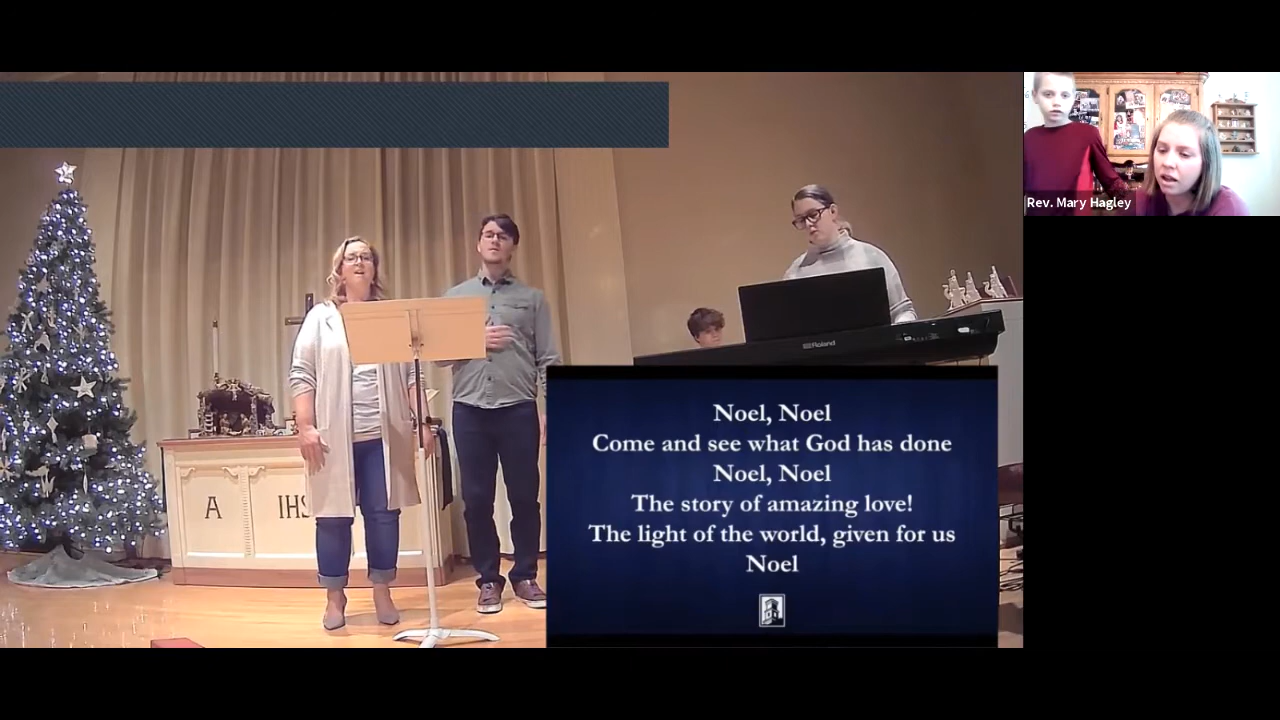 Rev. Mary Hagley
Roland
A
IHS
Noel, Noel
Come and see what God has done
Noel, Noel
The story of amazing love!
The light of the world, given for us
Noel